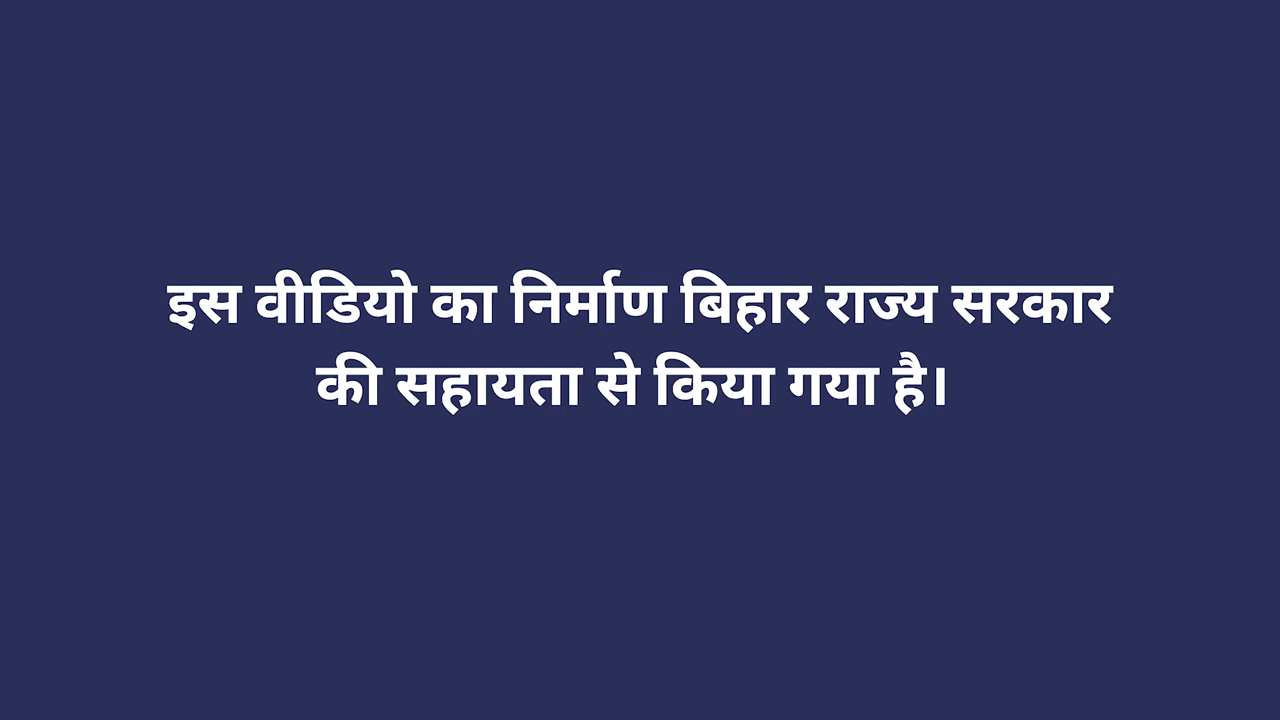 इस वीडियो का निर्माण बिहार राज्य सरकार
की सहायता से किया गया है।